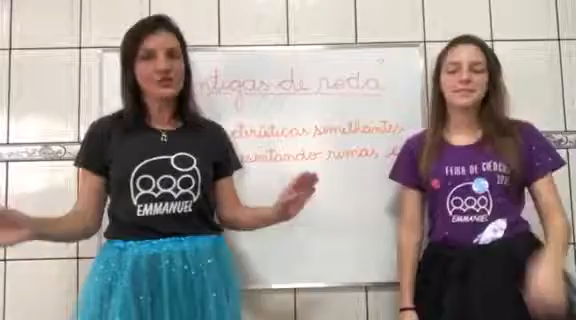 ntigas de roda
cterísticas semelhantes
esentando rimas e
EMMANUEL
FEIRA DE CIÊNCIAS
EMMANUEL